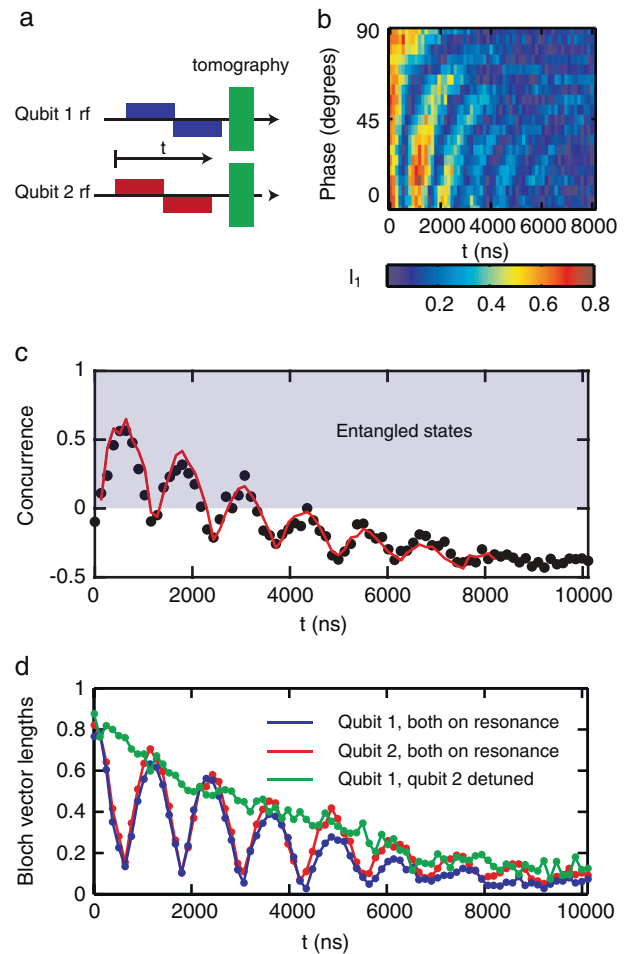 a
tomography
Qubit 1 rf
t
Qubit 2 rf
b
Phase (degrees)
90
45
0
0 2000 4000 6000 8000
t (ns)
I₁
0.2 0.4 0.6 0.8
c
Concurrence
1
0.5
0
-0.5
Entangled states
0 2000 4000 6000 8000 10000
t (ns)
d
Bloch vector lengths
1
0.8
0.6
0.4
0.2
0
Qubit 1, both on resonance
Qubit 2, both on resonance
Qubit 1, qubit 2 detuned
0 2000 4000 6000 8000 10000
t (ns)